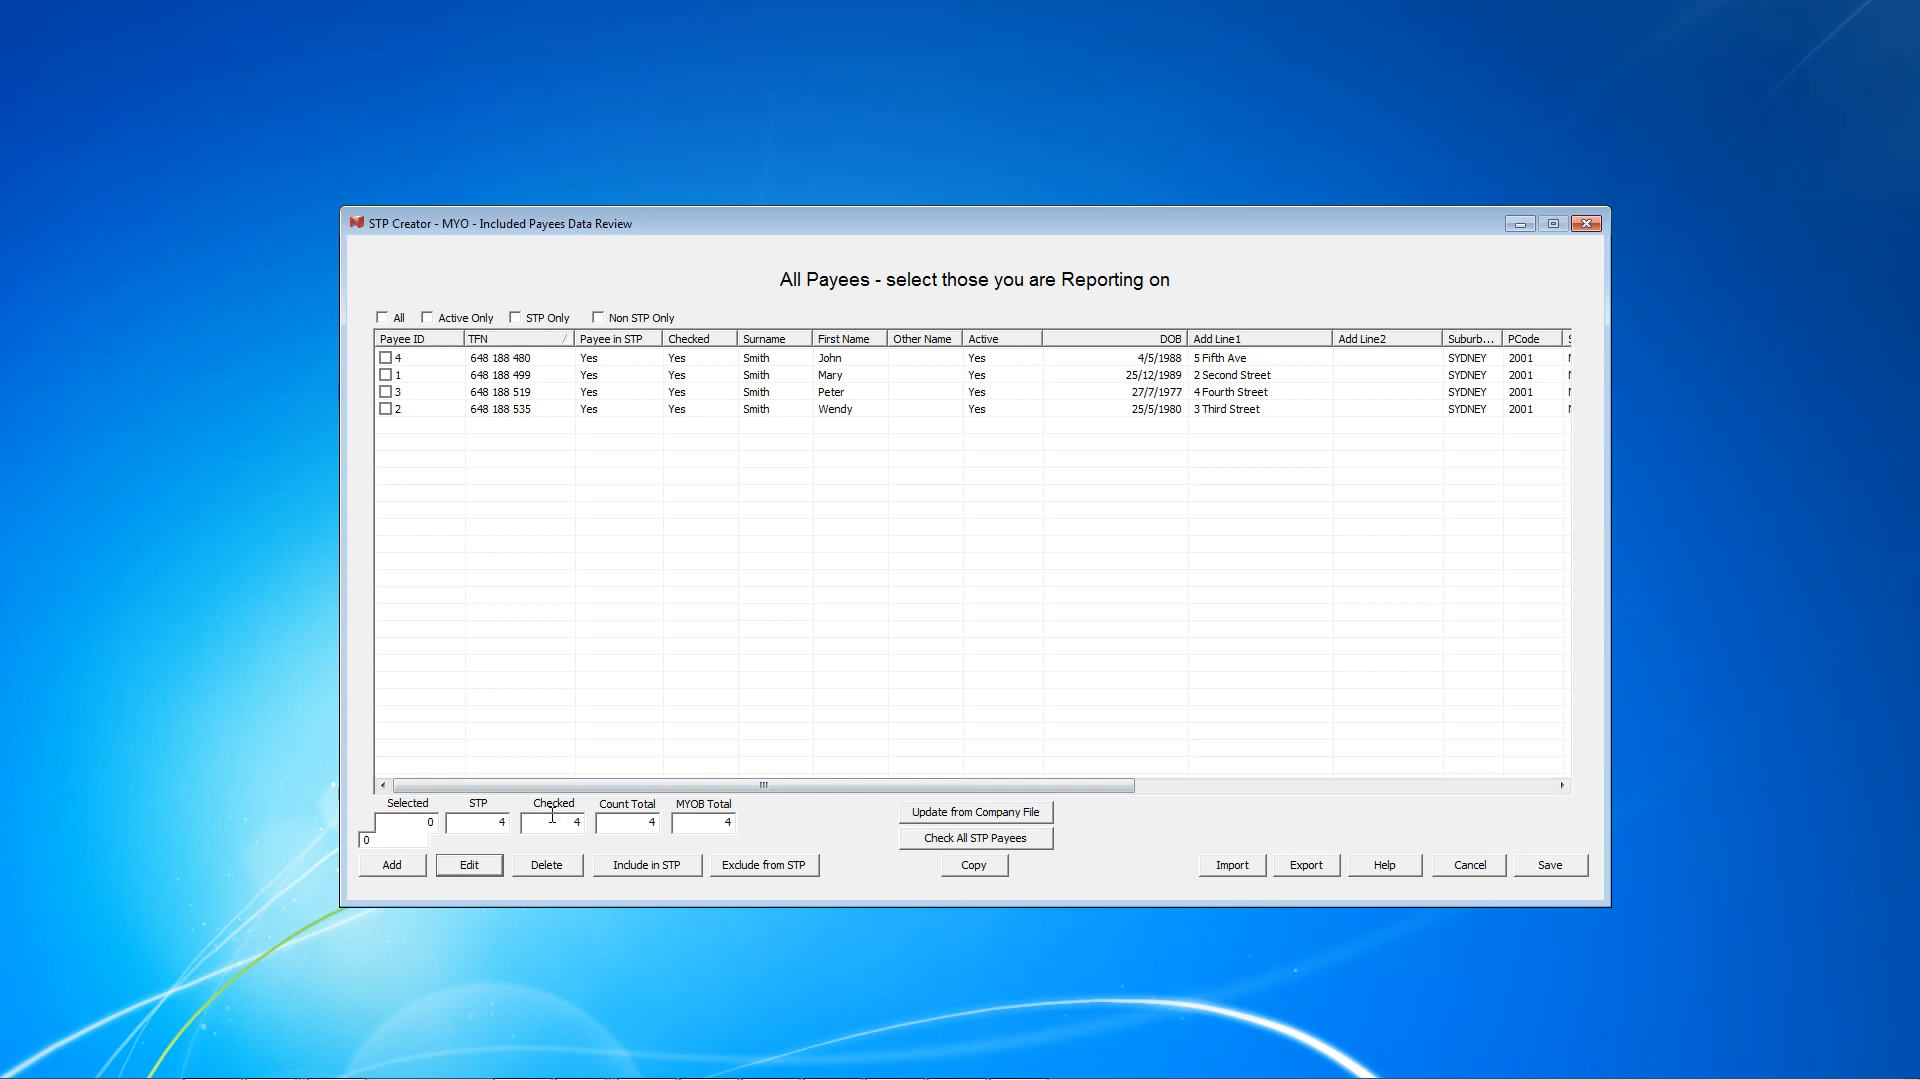 STP Creator - MYO - Included Payees Data Review
All Payees - select those you are Reporting on
All Active Only STP Only Non STP Only
Payee ID TFN Payee in STP Checked Surname First Name Other Name Active DOB Add Line1 Add Line2 Suburb... PCode
4 648 188 480 Yes Yes Smith John Yes 4/5/1988 5 Fifth Ave SYDNEY 2001
1 648 188 499 Yes Yes Smith Mary Yes 25/12/1989 2 Second Street SYDNEY 2001
3 648 188 519 Yes Yes Smith Peter Yes 27/7/1977 4 Fourth Street SYDNEY 2001
2 648 188 535 Yes Yes Smith Wendy Yes 25/5/1980 3 Third Street SYDNEY 2001
Selected STP Checked Count Total MYOB Total
0 4 4 4 4
0
Update from Company File
Check All STP Payees
Add Edit Delete Include in STP Exclude from STP Copy Import Export Help Cancel Save